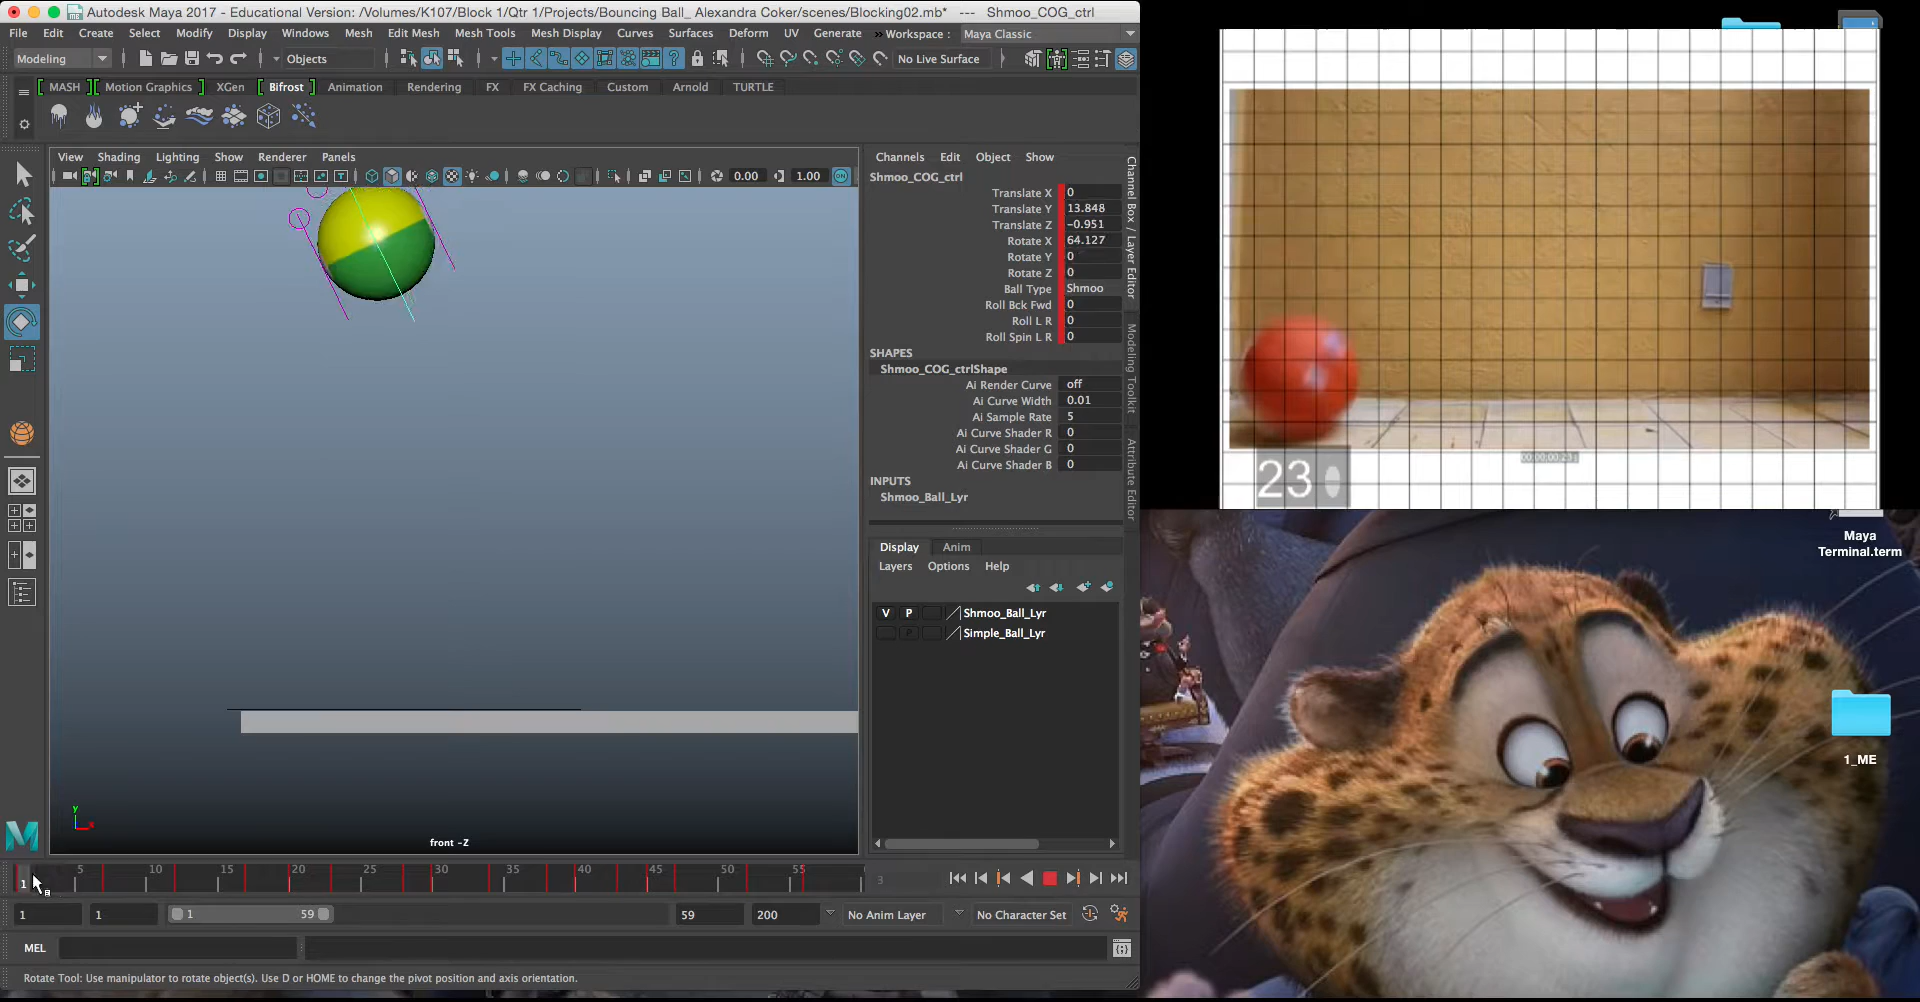 Autodesk Maya 2017 - Educational Version: /Volumes/K107/Block 1/Qtr 1/Projects/Bouncing Ball_ Alexandra Coker/scenes/Blocking02.mb* --- Shmoo_COG_ctrl
File Edit Create Select Modify Display Windows Mesh Edit Mesh Mesh Tools Mesh Display Curves Surfaces Deform UV Generate » Workspace : Maya Classic
Modeling Objects No Live Surface
MASH Motion Graphics XGen Bifrost Animation Rendering FX FX Caching Custom Arnold TURTLE
View Shading Lighting Show Renderer Panels
0.00 1.00
front -Z
Channels Edit Object Show
Shmoo_COG_ctrl
Translate X 0
Translate Y 13.848
Translate Z -0.951
Rotate X 64.127
Rotate Y 0
Rotate Z 0
Ball Type Shmoo
Roll Bck Fwd 0
Roll L R 0
Roll Spin L R 0
SHAPES
Shmoo_COG_ctrlShape
Ai Render Curve off
Ai Curve Width 0.01
Ai Sample Rate 5
Ai Curve Shader R 0
Ai Curve Shader G 0
Ai Curve Shader B 0
INPUTS
Shmoo_Ball_Lyr
Display Anim
Layers Options Help
V P Shmoo_Ball_Lyr
P Simple_Ball_Lyr
Channel Box / Layer Editor
Modeling Toolkit
Attribute Editor
1 5 10 15 20 25 30 35 40 45 50 55 3
1 1 1 59 59 200 No Anim Layer No Character Set
MEL
Rotate Tool: Use manipulator to rotate object(s). Use D or HOME to change the pivot position and axis orientation.
23
Maya
Terminal.term
1_ME